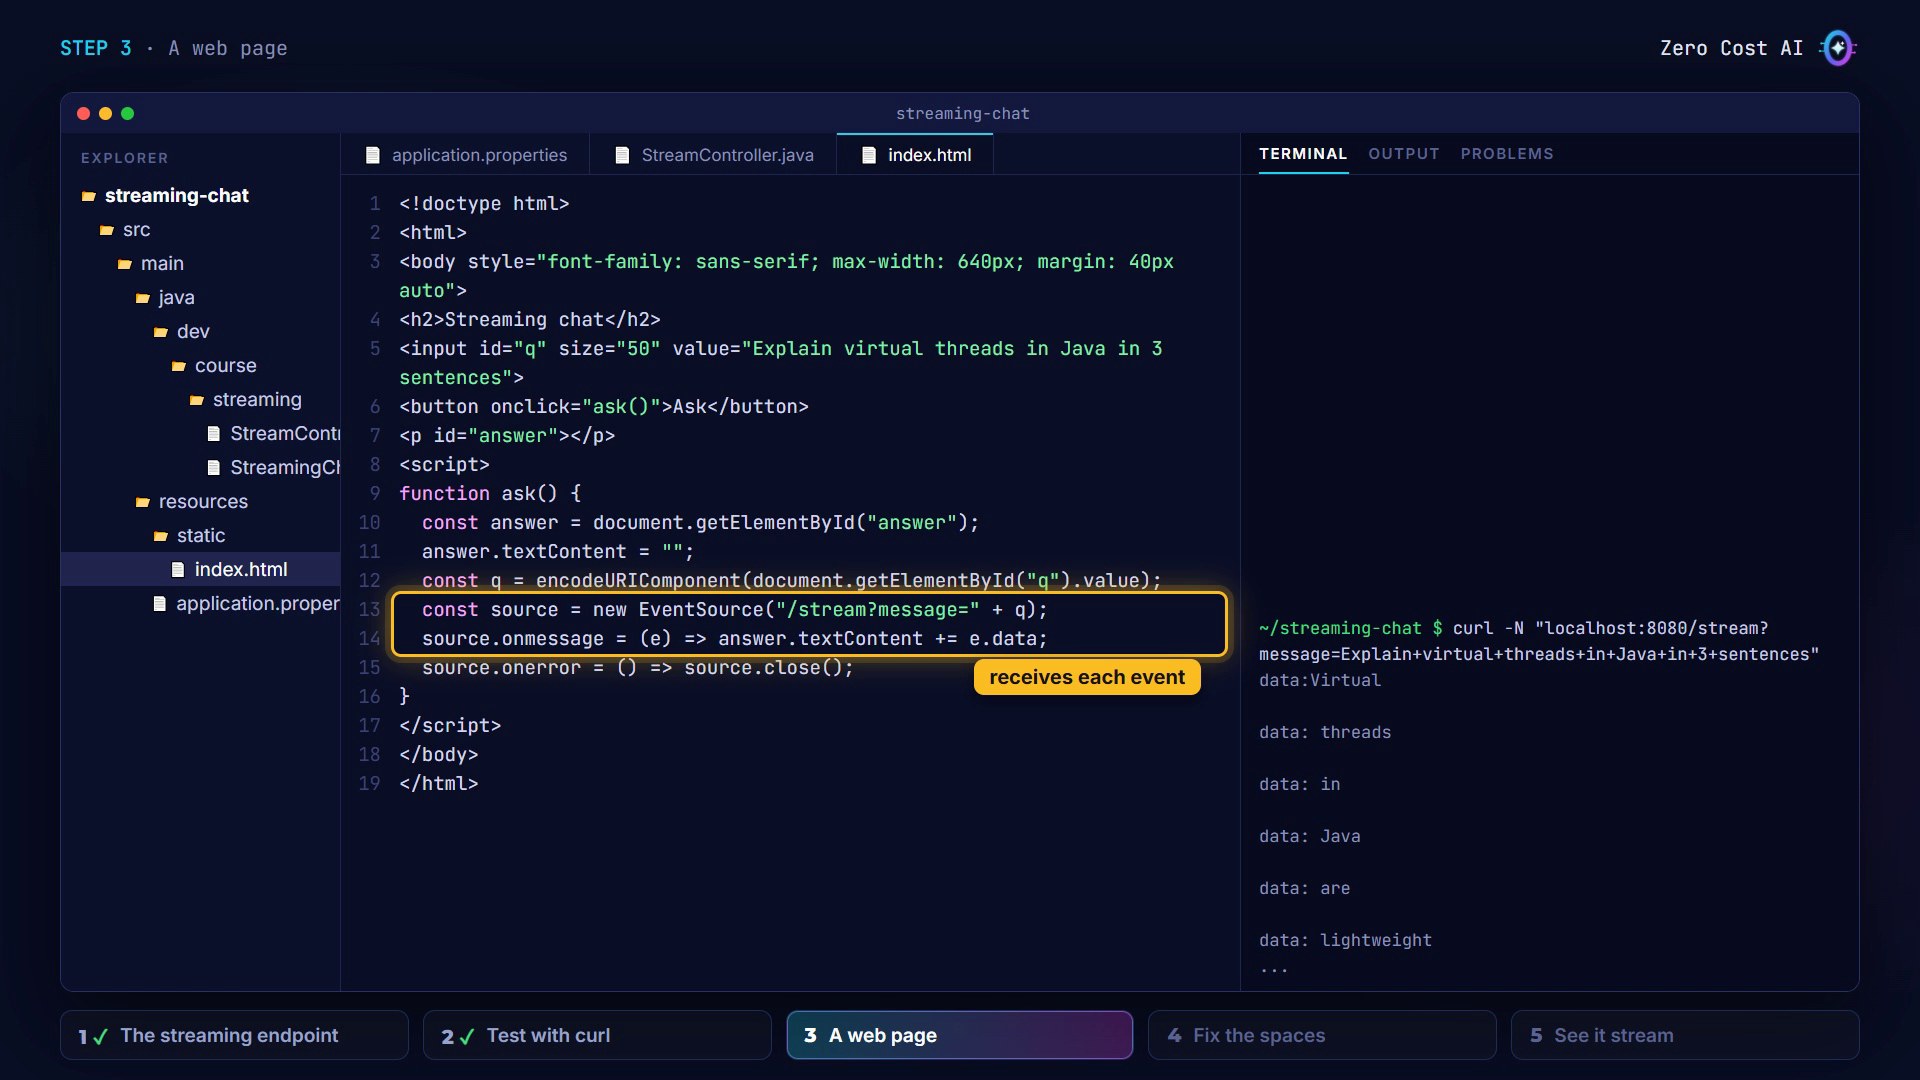 STEP 3 · A web page
Zero Cost AI
streaming-chat
EXPLORER
streaming-chat
src
main
java
dev
course
streaming
StreamContr
StreamingCh
resources
static
index.html
application.proper
application.properties
StreamController.java
index.html
1 <!doctype html>
2 <html>
3 <body style="font-family: sans-serif; max-width: 640px; margin: 40px
auto">
4 <h2>Streaming chat</h2>
5 <input id="q" size="50" value="Explain virtual threads in Java in 3
sentences">
6 <button onclick="ask()">Ask</button>
7 <p id="answer"></p>
8 <script>
9 function ask() {
10 const answer = document.getElementById("answer");
11 answer.textContent = "";
12 const q = encodeURIComponent(document.getElementById("q").value);
13 const source = new EventSource("/stream?message=" + q);
14 source.onmessage = (e) => answer.textContent += e.data;
15 source.onerror = () => source.close();
receives each event
16 }
17 </script>
18 </body>
19 </html>
TERMINAL OUTPUT PROBLEMS
~/streaming-chat $ curl -N "localhost:8080/stream?
message=Explain+virtual+threads+in+Java+in+3+sentences"
data:Virtual
data: threads
data: in
data: Java
data: are
data: lightweight
...
1 ✓ The streaming endpoint
2 ✓ Test with curl
3 A web page
4 Fix the spaces
5 See it stream